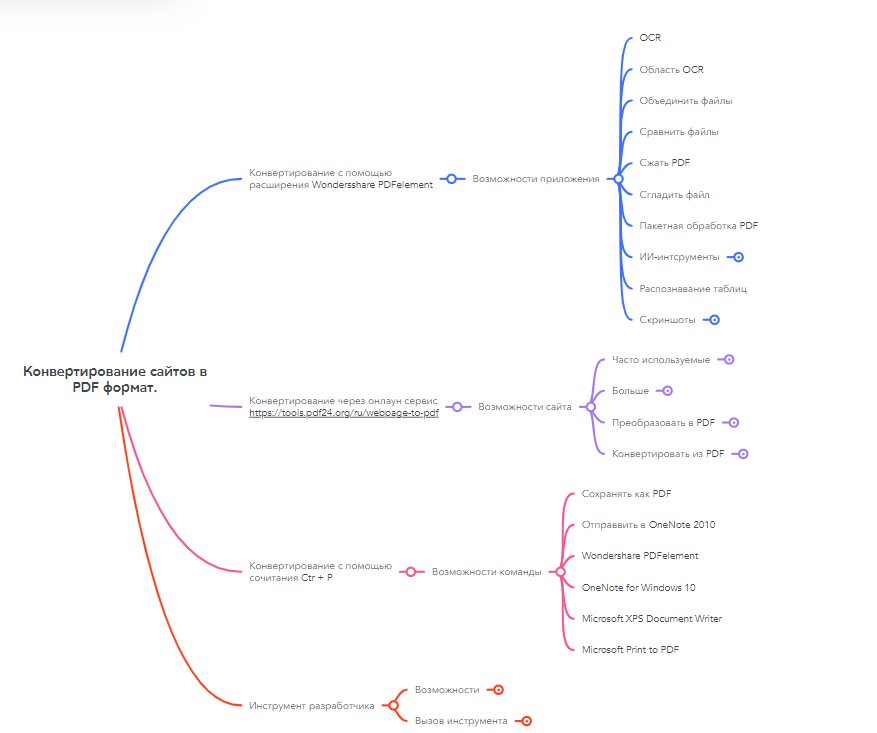 Конвертирование сайтов в
PDF формат.
Конвертирование с помощью
расширения Wondersshare PDFelement
Возможности приложения
OCR
Область OCR
Объединить файлы
Сравнить файлы
Сжать PDF
Сгладить файл
Пакетная обработка PDF
ИИ-интсрументы
Распознавание таблиц
Скриншоты
Конвертирование через онлаун сервис
https://tools.pdf24.org/ru/webpage-to-pdf
Возможности сайта
Часто используемые
Больше
Преобразовать в PDF
Конвертировать из PDF
Конвертирование с помощью
сочитания Ctr + P
Возможности команды
Сохранять как PDF
Отправвить в OneNote 2010
Wondershare PDFelement
OneNote for Windows 10
Microsoft XPS Document Writer
Microsoft Print to PDF
Инструмент разработчика
Возможности
Вызов инструмента